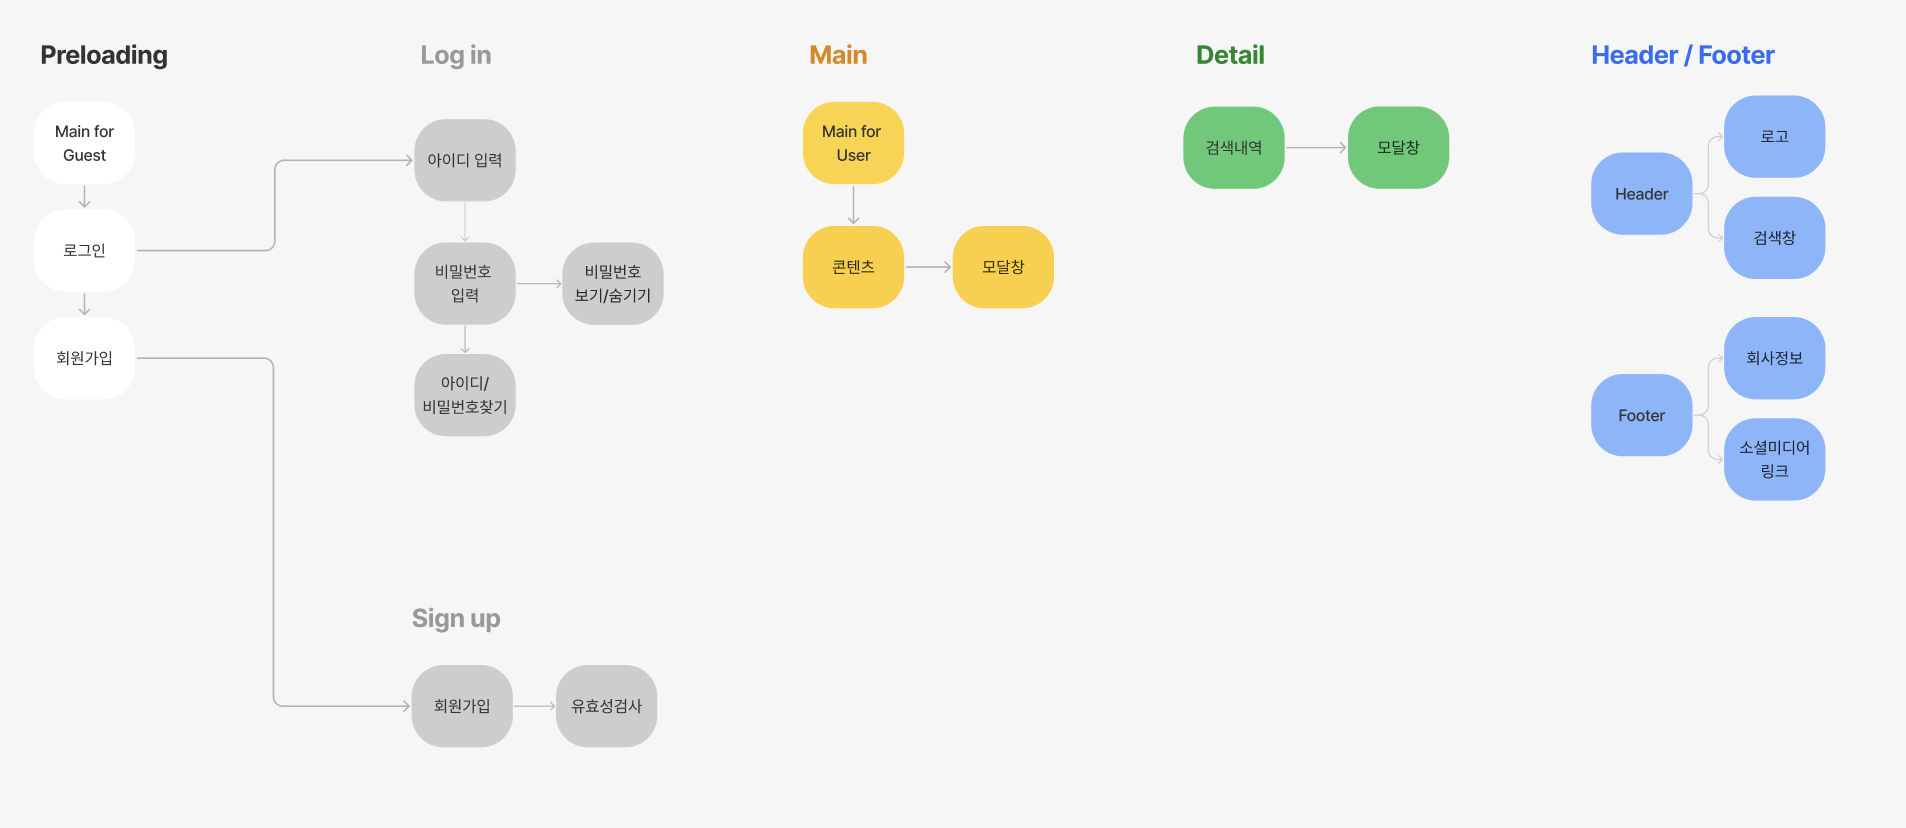 Preloading
Main for
Guest
로그인
회원가입
Log in
아이디 입력
비밀번호
입력
비밀번호
보기/숨기기
아이디/
비밀번호찾기
Sign up
회원가입
유효성검사
Main
Main for
User
콘텐츠
모달창
Detail
검색내역
모달창
Header / Footer
Header
로고
검색창
Footer
회사정보
소셜미디어
링크